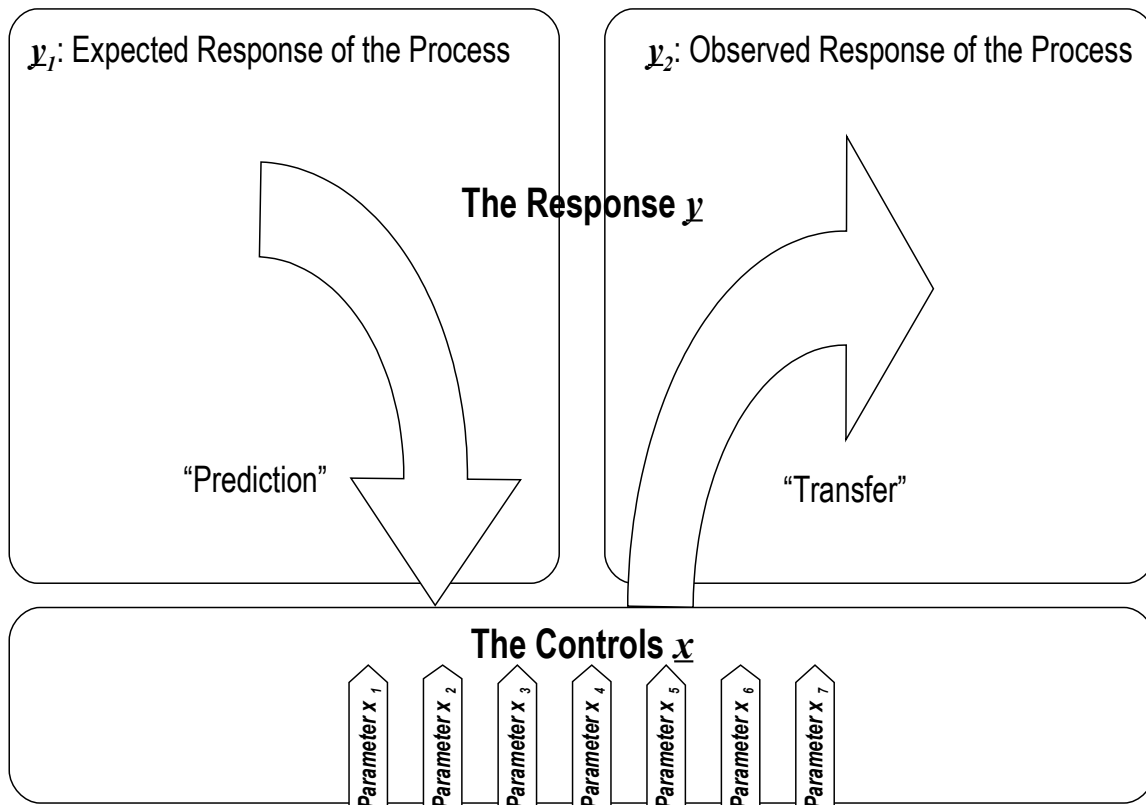 y₁: Expected Response of the Process
y₂: Observed Response of the Process
The Response y
“Prediction”
“Transfer”
The Controls x
Parameter x ₁
Parameter x ₂
Parameter x ₃
Parameter x ₄
Parameter x ₅
Parameter x ₆
Parameter x ₇